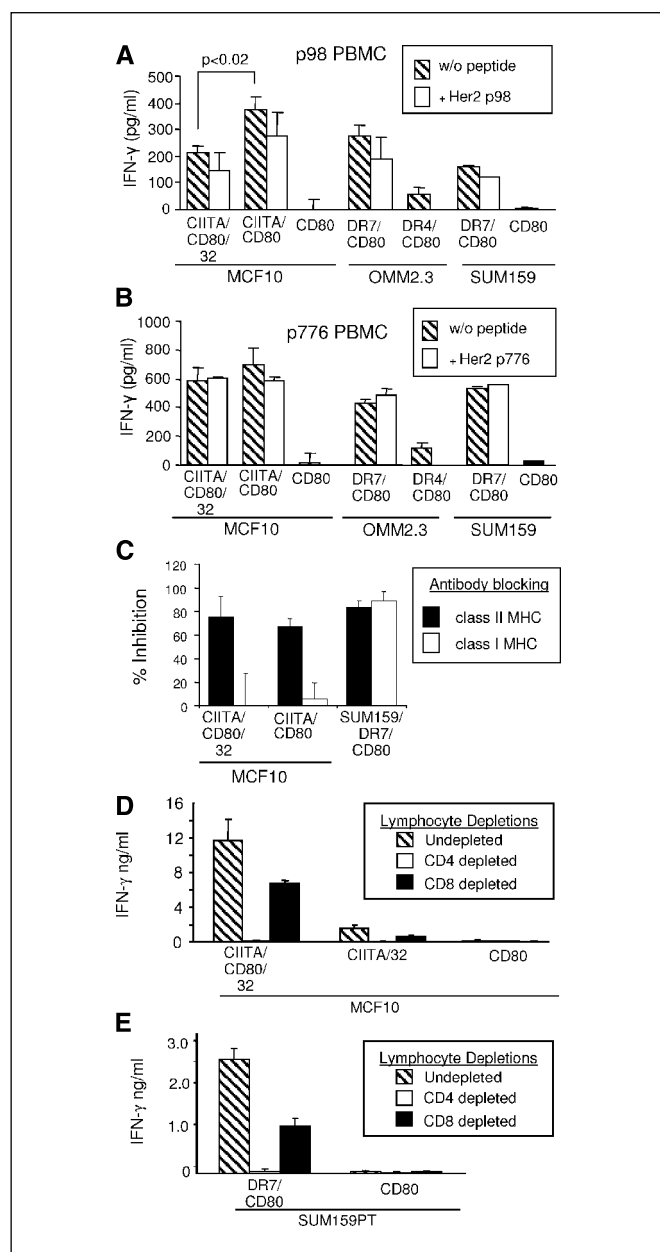 A
p98 PBMC
p<0.02
w/o peptide
+ Her2 p98
IFN-γ (pg/ml)
500
400
300
200
100
0
CIITA/
CD80/
32
CIITA/
CD80
CD80
DR7/
CD80
DR4/
CD80
DR7/
CD80
CD80
MCF10
OMM2.3
SUM159
B
p776 PBMC
w/o peptide
+ Her2 p776
IFN-γ (pg/ml)
1000
800
600
400
200
0
CIITA/
CD80/
32
CIITA/
CD80
CD80
DR7/
CD80
DR4/
CD80
DR7/
CD80
CD80
MCF10
OMM2.3
SUM159
C
Antibody blocking
class II MHC
class I MHC
% Inhibition
100
80
60
40
20
0
CIITA/
CD80/
32
CIITA/
CD80
SUM159/
DR7/
CD80
MCF10
D
Lymphocyte Depletions
Undepleted
CD4 depleted
CD8 depleted
IFN-γ ng/ml
16
12
8
4
0
CIITA/
CD80/
32
CIITA/32
CD80
MCF10
E
Lymphocyte Depletions
Undepleted
CD4 depleted
CD8 depleted
IFN-γ ng/ml
3.0
2.0
1.0
0
DR7/
CD80
CD80
SUM159PT